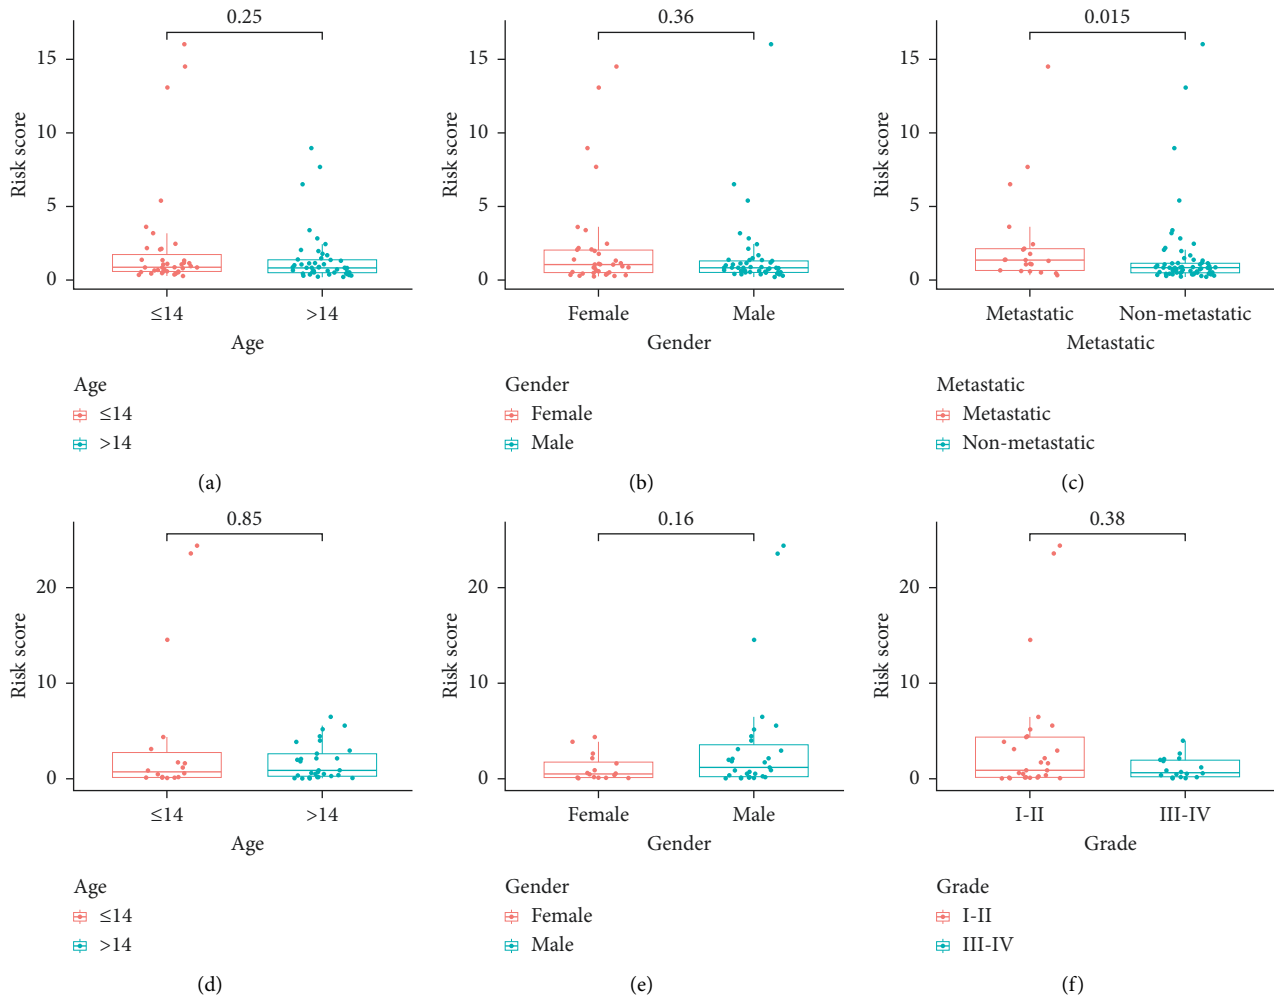 0.25
Risk score
15
10
5
0
≤14
>14
Age
Age
≤14
>14
(a)
0.36
Risk score
15
10
5
0
Female
Male
Gender
Gender
Female
Male
(b)
0.015
Risk score
15
10
5
0
Metastatic
Non-metastatic
Metastatic
Metastatic
Metastatic
Non-metastatic
(c)
0.85
Risk score
20
10
0
≤14
>14
Age
Age
≤14
>14
(d)
0.16
Risk score
20
10
0
Female
Male
Gender
Gender
Female
Male
(e)
0.38
Risk score
20
10
0
I-II
III-IV
Grade
Grade
I-II
III-IV
(f)